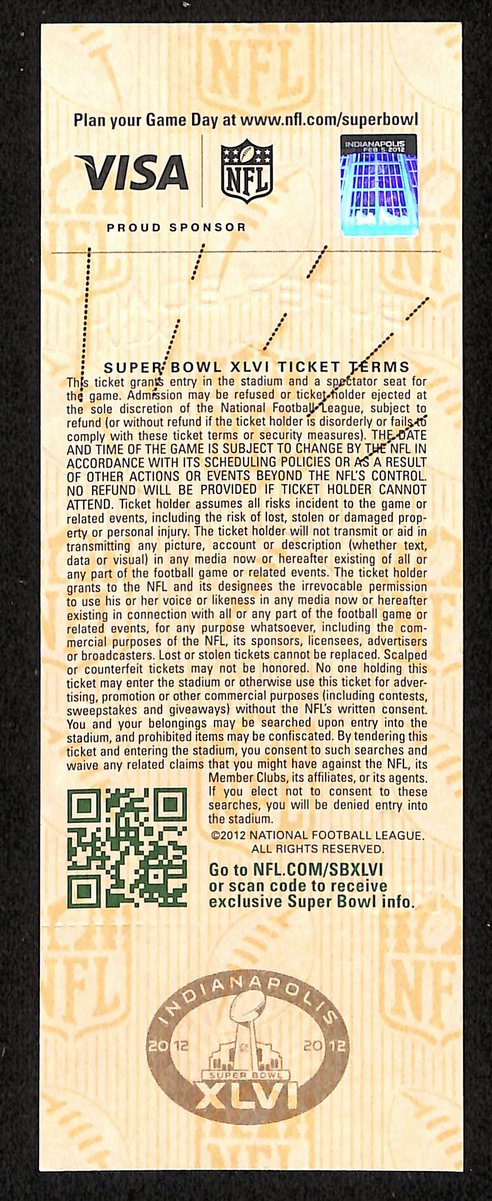 NFL
Plan your Game Day at www.nfl.com/superbowl
VISA
NFL
INDIANAPOLIS
FEB 5 2012
PROUD SPONSOR
SUPER BOWL XLVI TICKET TERMS
This ticket grants entry in the stadium and a spectator seat for
the game. Admission may be refused or ticket holder ejected at
the sole discretion of the National Football League, subject to
refund (or without refund if the ticket holder is disorderly or fails to
comply with these ticket terms or security measures). THE DATE
AND TIME OF THE GAME IS SUBJECT TO CHANGE BY THE NFL IN
ACCORDANCE WITH ITS SCHEDULING POLICIES OR AS A RESULT
OF OTHER ACTIONS OR EVENTS BEYOND THE NFL'S CONTROL.
NO REFUND WILL BE PROVIDED IF TICKET HOLDER CANNOT
ATTEND. Ticket holder assumes all risks incident to the game or
related events, including the risk of lost, stolen or damaged prop-
erty or personal injury. The ticket holder will not transmit or aid in
transmitting any picture, account or description (whether text,
data or visual) in any media now or hereafter existing of all or
any part of the football game or related events. The ticket holder
grants to the NFL and its designees the irrevocable permission
to use his or her voice or likeness in any media now or hereafter
existing in connection with all or any part of the football game or
related events, for any purpose whatsoever, including the com-
mercial purposes of the NFL, its sponsors, licensees, advertisers
or broadcasters. Lost or stolen tickets cannot be replaced. Scalped
or counterfeit tickets may not be honored. No one holding this
ticket may enter the stadium or otherwise use this ticket for adver-
tising, promotion or other commercial purposes (including contests,
sweepstakes and giveaways) without the NFL's written consent.
You and your belongings may be searched upon entry into the
stadium, and prohibited items may be confiscated. By tendering this
ticket and entering the stadium, you consent to such searches and
waive any related claims that you might have against the NFL, its
Member Clubs, its affiliates, or its agents.
If you elect not to consent to these
searches, you will be denied entry into
the stadium.
©2012 NATIONAL FOOTBALL LEAGUE.
ALL RIGHTS RESERVED.
Go to NFL.COM/SBXLVI
or scan code to receive
exclusive Super Bowl info.
NFL
NFL
INDIANAPOLIS
2012 2012
SUPER BOWL
XLVI